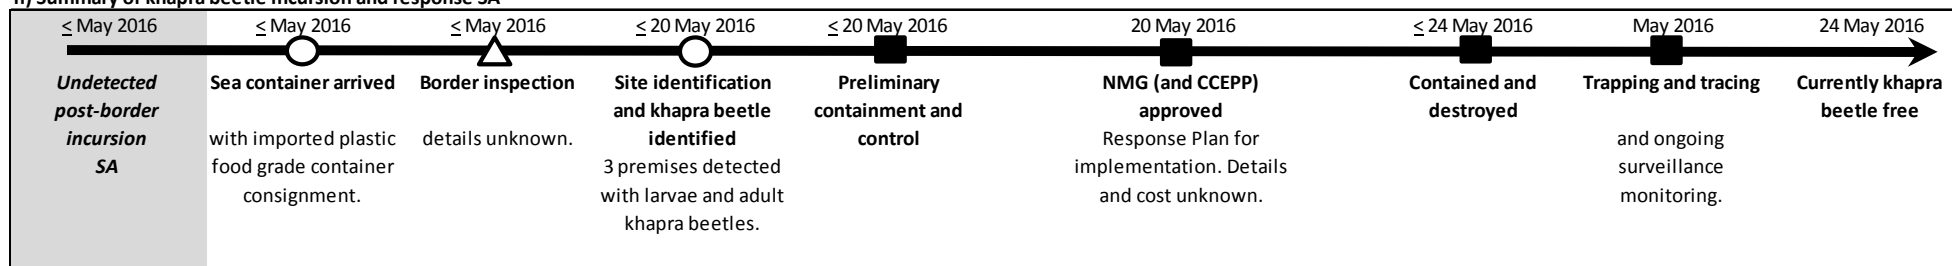 n) Summary of khapra beetle incursion and response SA
≤ May 2016
Undetected
post-border
incursion
SA
≤ May 2016
Sea container arrived
with imported plastic
food grade container
consignment.
≤ May 2016
Border inspection
details unknown.
≤ 20 May 2016
Site identification
and khapra beetle
identified
3 premises detected
with larvae and adult
khapra beetles.
≤ 20 May 2016
Preliminary
containment and
control
20 May 2016
NMG (and CCEPP)
approved
Response Plan for
implementation. Details
and cost unknown.
≤ 24 May 2016
Contained and
destroyed
May 2016
Trapping and tracing
and ongoing
surveillance
monitoring.
24 May 2016
Currently khapra
beetle free